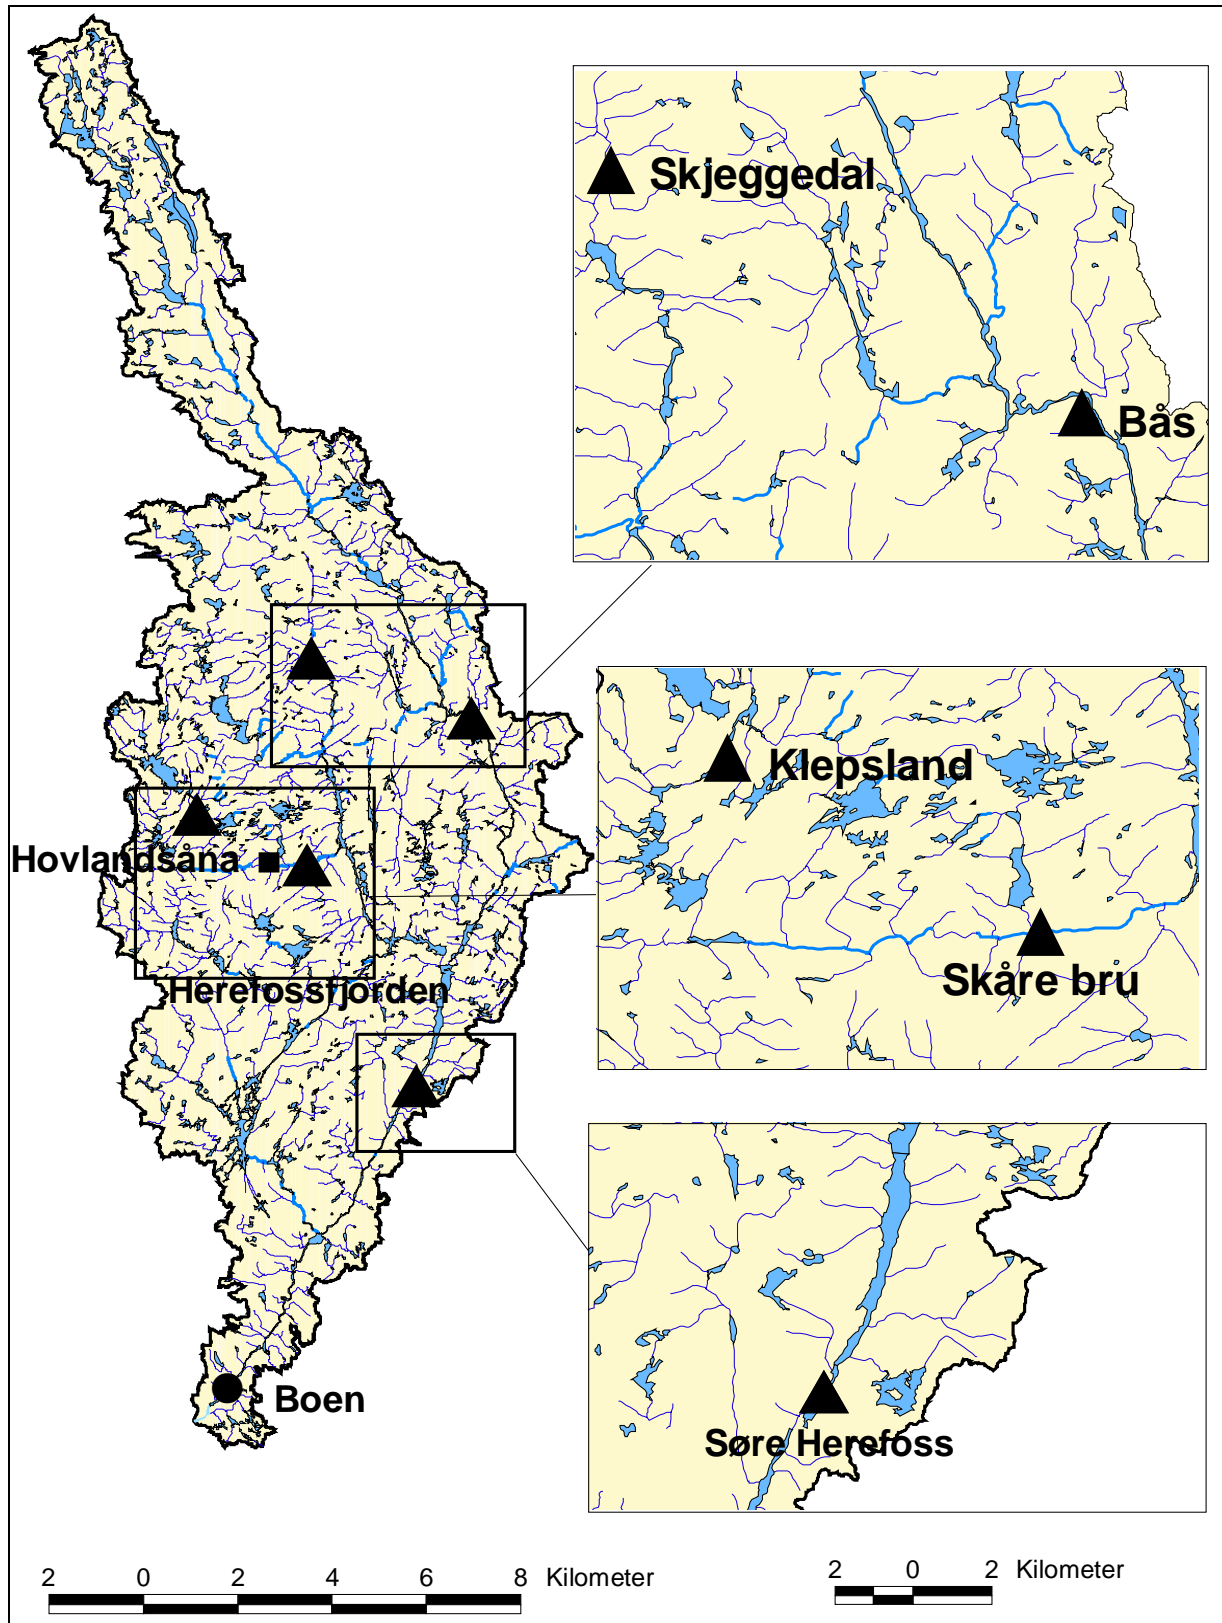 Skjeggedal
Bås
Klepsland
Hovlandsåna
Skåre bru
Herefossfjorden
Boen
Søre Herefoss
2 0 2 4 6 8 Kilometer
2 0 2 Kilometer